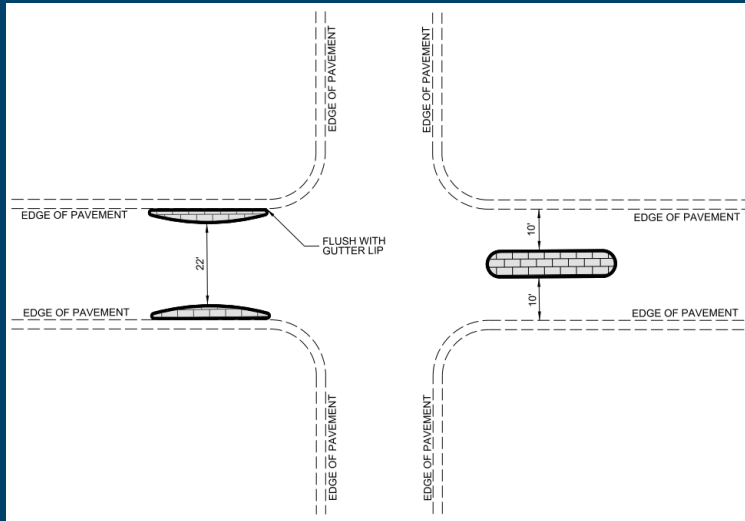 EDGE OF PAVEMENT
EDGE OF PAVEMENT
EDGE OF PAVEMENT
EDGE OF PAVEMENT
FLUSH WITH
GUTTER LIP
22'
10'
10'
EDGE OF PAVEMENT
EDGE OF PAVEMENT
EDGE OF PAVEMENT
EDGE OF PAVEMENT